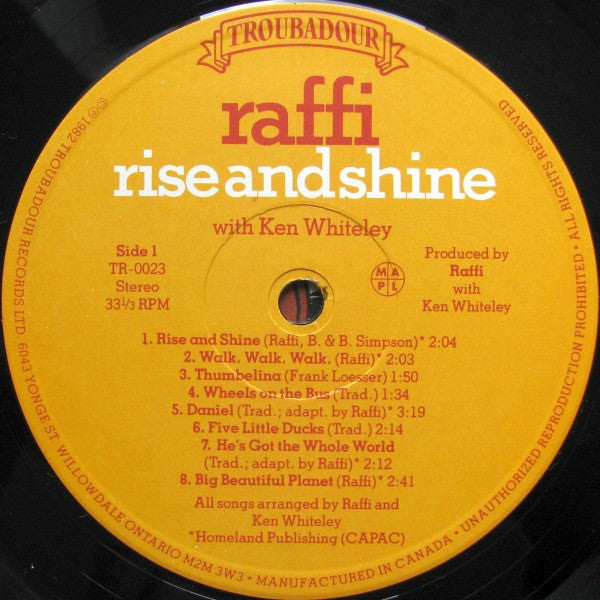 TROUBADOUR
raffi
rise and shine
with Ken Whiteley
Side 1
TR-0023
Stereo
33⅓ RPM
M A P L
Produced by
Raffi
with
Ken Whiteley
1. Rise and Shine (Raffi, B. & B. Simpson)* 2:04
2. Walk, Walk, Walk, (Raffi)* 2:03
3. Thumbelina (Frank Loesser) 1:50
4. Wheels on the Bus (Trad.) 1:34
5. Daniel (Trad.; adapt. by Raffi)* 3:19
6. Five Little Ducks (Trad.) 2:14
7. He's Got the Whole World
(Trad.; adapt. by Raffi)* 2:12
8. Big Beautiful Planet (Raffi)* 2:41
All songs arranged by Raffi and
Ken Whiteley
*Homeland Publishing (CAPAC)
©℗ 1982 TROUBADOUR RECORDS LTD. 6043 YONGE ST. WILLOWDALE ONTARIO M2M 3W3 • MANUFACTURED IN CANADA • UNAUTHORIZED REPRODUCTION PROHIBITED • ALL RIGHTS RESERVED